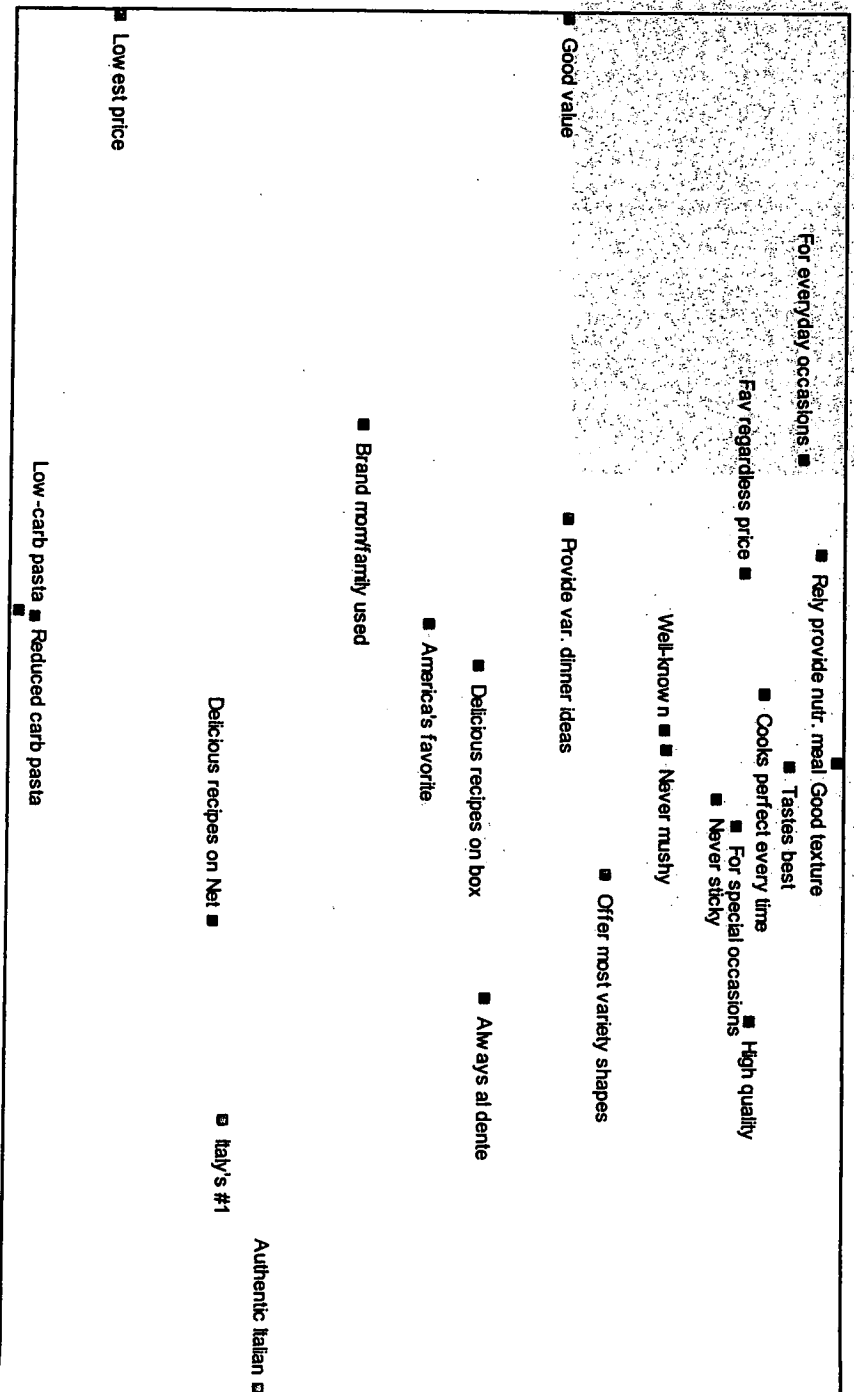 Rely provide nutr. meal
Good texture
For everyday occasions
Tastes best
Cooks perfect every time
Fav regardless price
High quality
For special occasions
Never sticky
Well-known
Never mushy
Offer most variety shapes
Good value
Provide var. dinner ideas
Delicious recipes on box
Always al dente
America's favorite
Brand mom/family used
Authentic Italian
Delicious recipes on Net
Italy's #1
Lowest price
Low-carb pasta
Reduced carb pasta